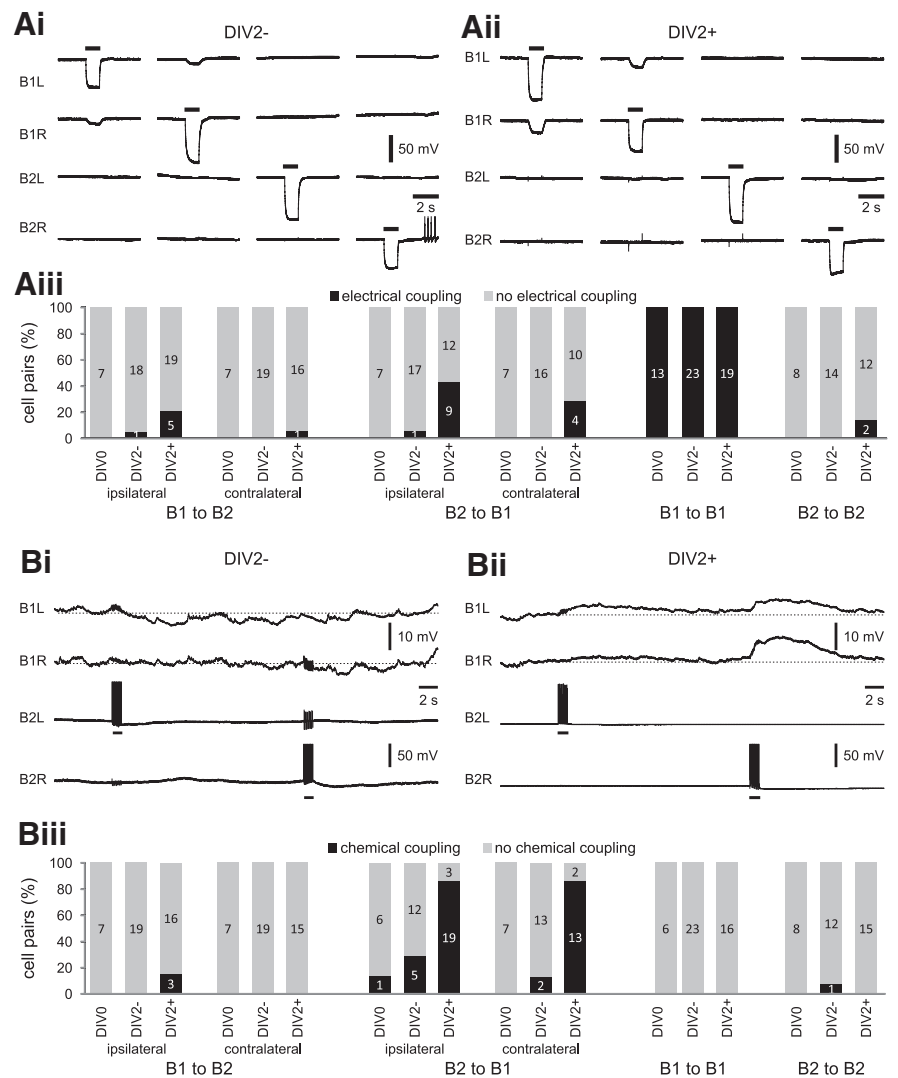 Ai DIV2- Aii DIV2+
B1L B1L
B1R 50 mV B1R 50 mV
B2L B2L
2 s 2 s
B2R B2R
Aiii
electrical coupling no electrical coupling
100
80
60
40
20
0
cell pairs (%)
7 18 1 19 5 7 19 16 1 7 17 1 12 9 7 16 10 4 13 23 19 8 14 12 2
DIV0 DIV2- DIV2+ DIV0 DIV2- DIV2+ DIV0 DIV2- DIV2+ DIV0 DIV2- DIV2+ DIV0 DIV2- DIV2+ DIV0 DIV2- DIV2+
ipsilateral contralateral ipsilateral contralateral
B1 to B2 B2 to B1 B1 to B1 B2 to B2
Bi DIV2- Bii DIV2+
B1L B1L
10 mV 10 mV
B1R B1R
2 s 2 s
B2L B2L
50 mV 50 mV
B2R B2R
Biii
chemical coupling no chemical coupling
100
80
60
40
20
0
cell pairs (%)
7 19 16 3 7 19 15 6 1 12 5 3 19 7 13 2 2 13 6 23 16 8 12 1 15
DIV0 DIV2- DIV2+ DIV0 DIV2- DIV2+ DIV0 DIV2- DIV2+ DIV0 DIV2- DIV2+ DIV0 DIV2- DIV2+ DIV0 DIV2- DIV2+
ipsilateral contralateral ipsilateral contralateral
B1 to B2 B2 to B1 B1 to B1 B2 to B2